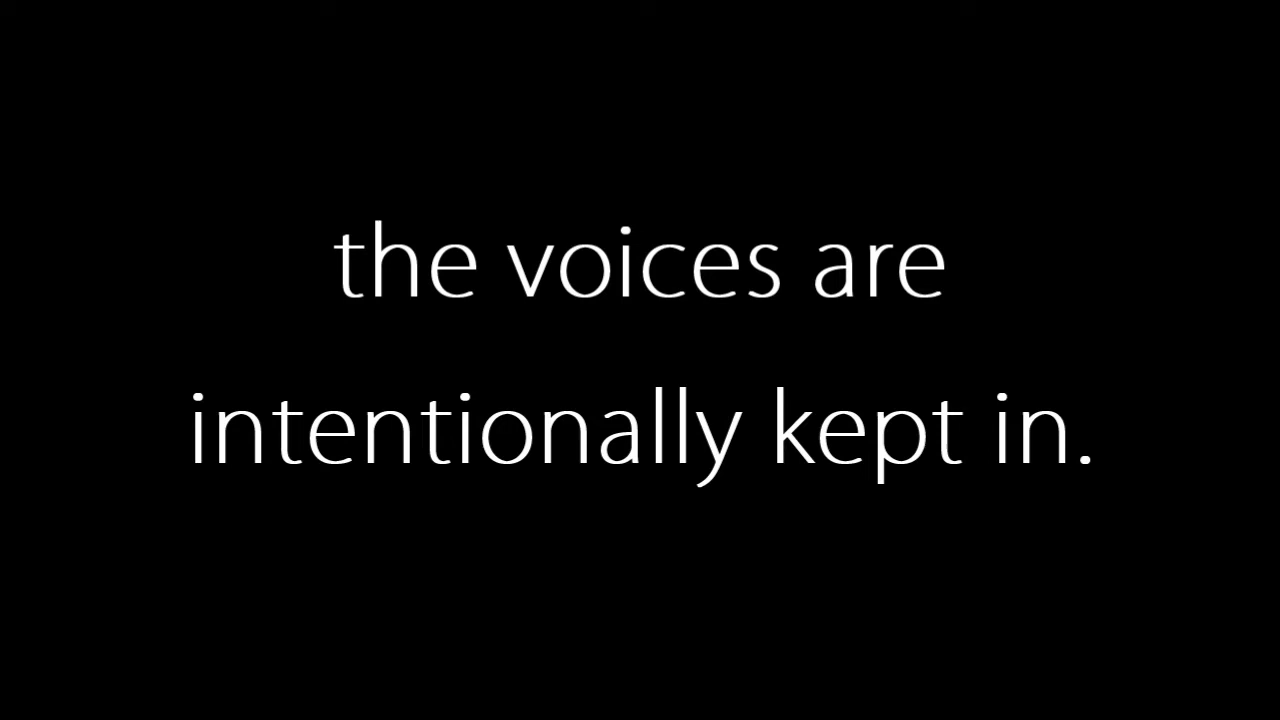 the voices are
intentionally kept in.